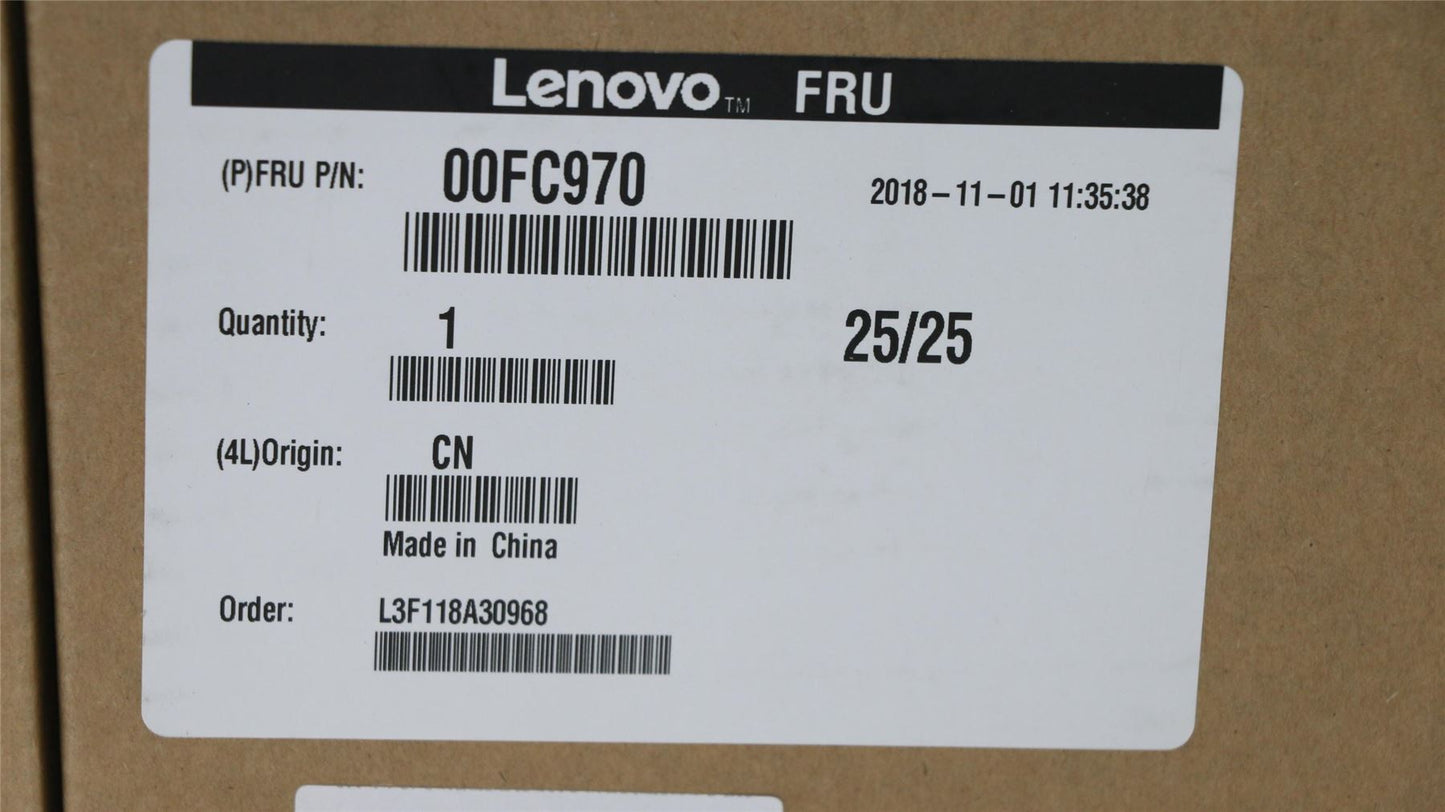 Lenovo™ FRU
(P)FRU P/N: 00FC970 2018-11-01 11:35:38
Quantity: 1 25/25
(4L)Origin: CN
Made in China
Order: L3F118A30968